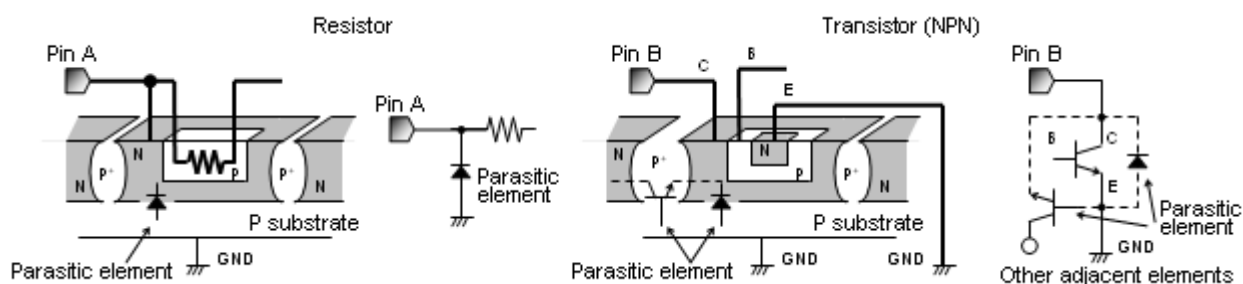 Resistor
Pin A
N
N
P+
P
P+
N
P substrate
Parasitic element
GND
Pin A
Parasitic
element
Transistor (NPN)
Pin B
C
B
E
N
P+
N
N
P
P+
N
P substrate
Parasitic element
GND
GND
Pin B
B
C
E
Parasitic
element
GND
Other adjacent elements